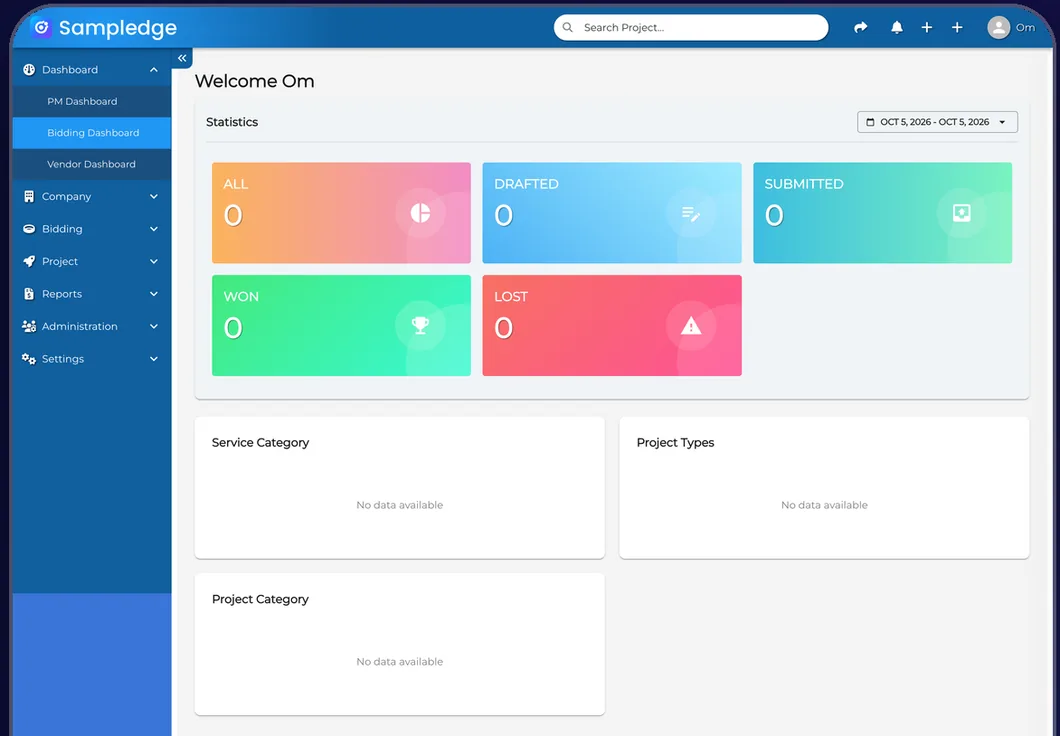 Sampledge
Search Project...
Om
Dashboard
PM Dashboard
Bidding Dashboard
Vendor Dashboard
Company
Bidding
Project
Reports
Administration
Settings
Welcome Om
Statistics
OCT 5, 2026 - OCT 5, 2026
ALL
0
DRAFTED
0
SUBMITTED
0
WON
0
LOST
0
Service Category
No data available
Project Types
No data available
Project Category
No data available